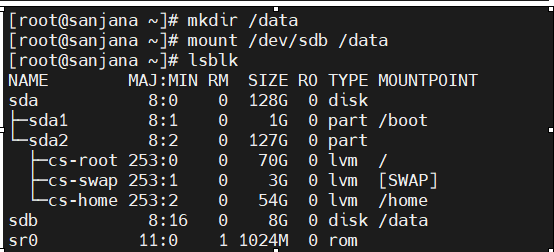 [root@sanjana ~]# mkdir /data
[root@sanjana ~]# mount /dev/sdb /data
[root@sanjana ~]# lsblk
NAME        MAJ:MIN RM  SIZE RO TYPE MOUNTPOINT
sda           8:0    0  128G  0 disk
├─sda1        8:1    0    1G  0 part /boot
└─sda2        8:2    0  127G  0 part
  ├─cs-root 253:0    0   70G  0 lvm  /
  ├─cs-swap 253:1    0    3G  0 lvm  [SWAP]
  └─cs-home 253:2    0   54G  0 lvm  /home
sdb           8:16   0    8G  0 disk /data
sr0          11:0    1 1024M  0 rom